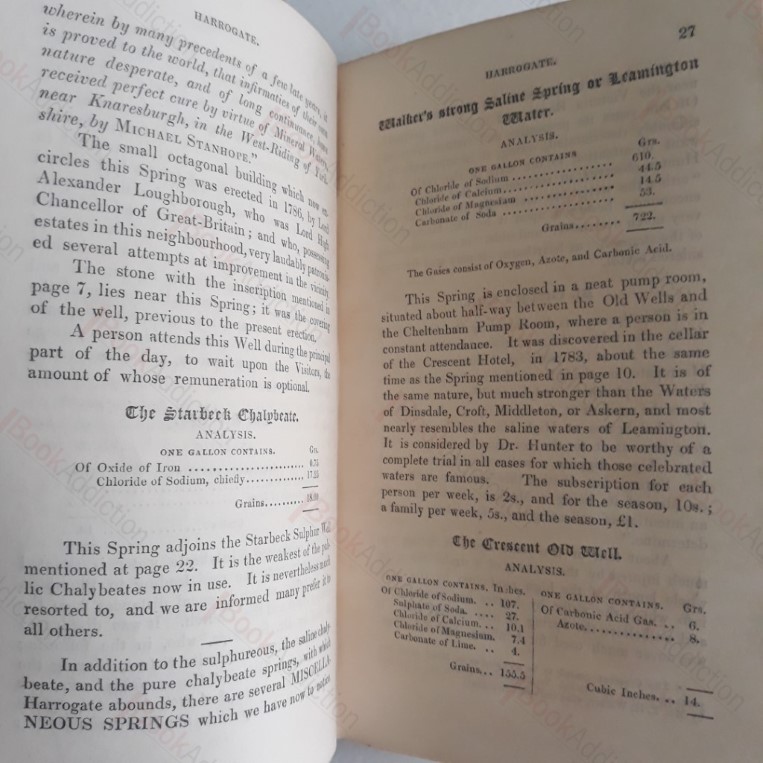 HARROGATE.
wherein by many precedents of a few late years, it
is proved to the world, that infirmaties of their own
nature desperate, and of long continuance, have
received perfect cure by virtue of Mineral Waters
near Knaresburgh, in the West-Riding of York-
shire, by MICHAEL STANHOPE."
The small octagonal building which now en-
circles this Spring was erected in 1786, by Lord
Alexander Loughborough, who was Lord High
Chancellor of Great-Britain; and who, possessing
estates in this neighbourhood, very laudably patronis-
ed several attempts at improvement in the vicinity.
The stone with the inscription mentioned in
page 7, lies near this Spring; it was the covering
of the well, previous to the present erection.
A person attends this Well during the principal
part of the day, to wait upon the Visitors, the
amount of whose remuneration is optional.
The Starbeck Chalybeate.
ANALYSIS.
ONE GALLON CONTAINS. Grs.
Of Oxide of Iron ........................ 0.75
Chloride of Sodium, chiefly............ 17.25
Grains......... 18.00
This Spring adjoins the Starbeck Sulphur Well
mentioned at page 22. It is the weakest of the pub-
lic Chalybeates now in use. It is nevertheless much
resorted to, and we are informed many prefer it to
all others.
In addition to the sulphureous, the saline chaly-
beate, and the pure chalybeate springs, with which
Harrogate abounds, there are several MISCELLA-
NEOUS SPRINGS which we have now to notice
27
HARROGATE.
Walker's strong Saline Spring or Leamington
Water.
ANALYSIS.
ONE GALLON CONTAINS Grs.
Of Chloride of Sodium .................. 610.
Chloride of Calcium.................. 44.5
Chloride of Magnesium ............... 14.5
Carbonate of Soda .................. 53.
Grains........ 722.
The Gases consist of Oxygen, Azote, and Carbonic Acid.
This Spring is enclosed in a neat pump room,
situated about half-way between the Old Wells and
the Cheltenham Pump Room, where a person is in
constant attendance. It was discovered in the cellar
of the Crescent Hotel, in 1783, about the same
time as the Spring mentioned in page 10. It is of
the same nature, but much stronger than the Waters
of Dinsdale, Croft, Middleton, or Askern, and most
nearly resembles the saline waters of Leamington.
It is considered by Dr. Hunter to be worthy of a
complete trial in all cases for which those celebrated
waters are famous. The subscription for each
person per week, is 2s., and for the season, 10s.;
a family per week, 5s., and the season, £1.
The Crescent Old Well.
ANALYSIS.
ONE GALLON CONTAINS. Inches.
Of Chloride of Sodium. .. 107.
Sulphate of Soda. .. 27.
Chloride of Calcium... 10.1
Chloride of Magnesium. 7.4
Carbonate of Lime. .. 4.
Grains... 155.5
ONE GALLON CONTAINS. Grs.
Of Carbonic Acid Gas. .. 6.
Azote.............. 8.
Cubic Inches. .. 14.